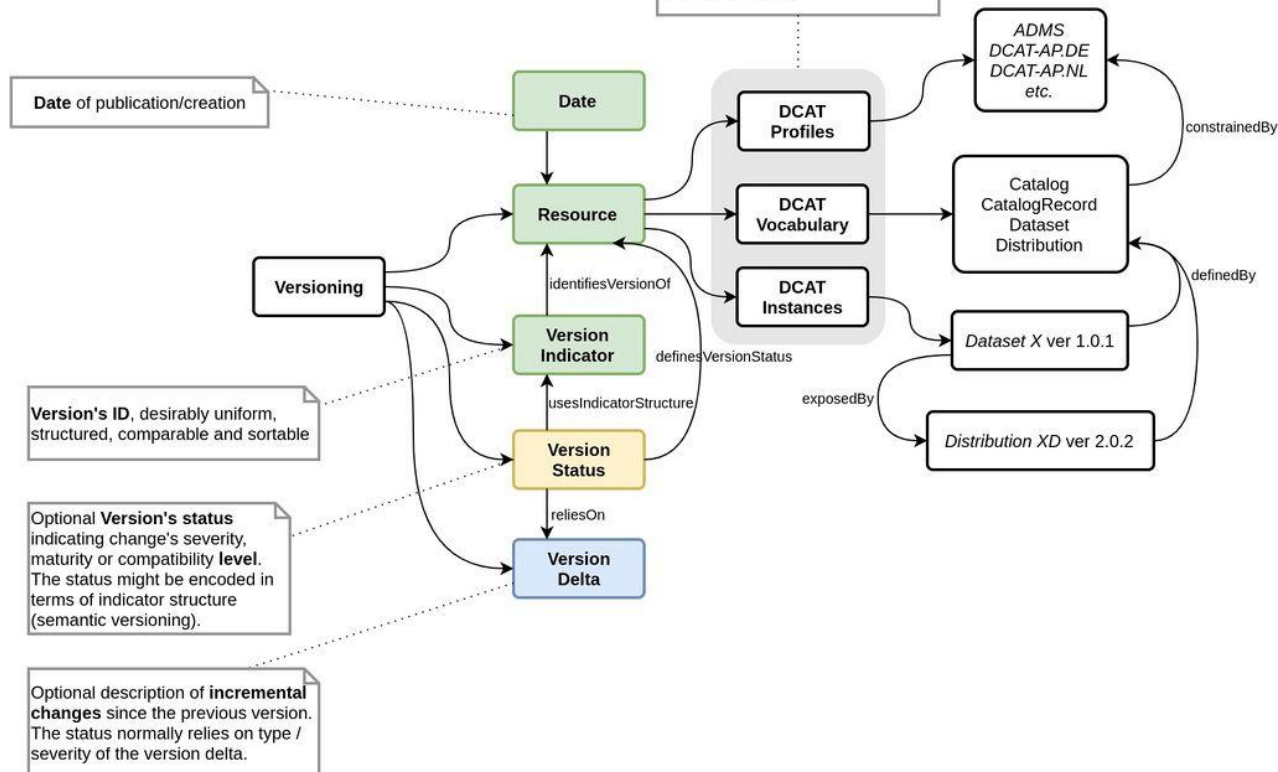 ADMS
DCAT-AP.DE
DCAT-AP.NL
etc.
Date of publication/creation
Date
DCAT
Profiles
constrainedBy
Resource
DCAT
Vocabulary
Catalog
CatalogRecord
Dataset
Distribution
Versioning
identifiesVersionOf
DCAT
Instances
definedBy
Version
Indicator
definesVersionStatus
Dataset X ver 1.0.1
Version's ID, desirably uniform,
structured, comparable and sortable
usesIndicatorStructure
exposedBy
Version
Status
Distribution XD ver 2.0.2
Optional Version's status
indicating change's severity,
maturity or compatibility level.
The status might be encoded in
terms of indicator structure
(semantic versioning).
reliesOn
Version
Delta
Optional description of incremental
changes since the previous version.
The status normally relies on type /
severity of the version delta.